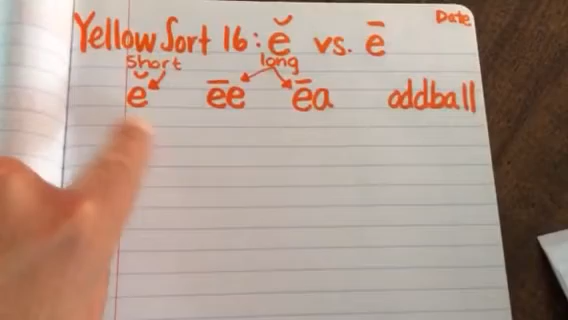 Date
Yellow Sort 16: ĕ vs. ē
short long
ĕ ēe ēa oddball